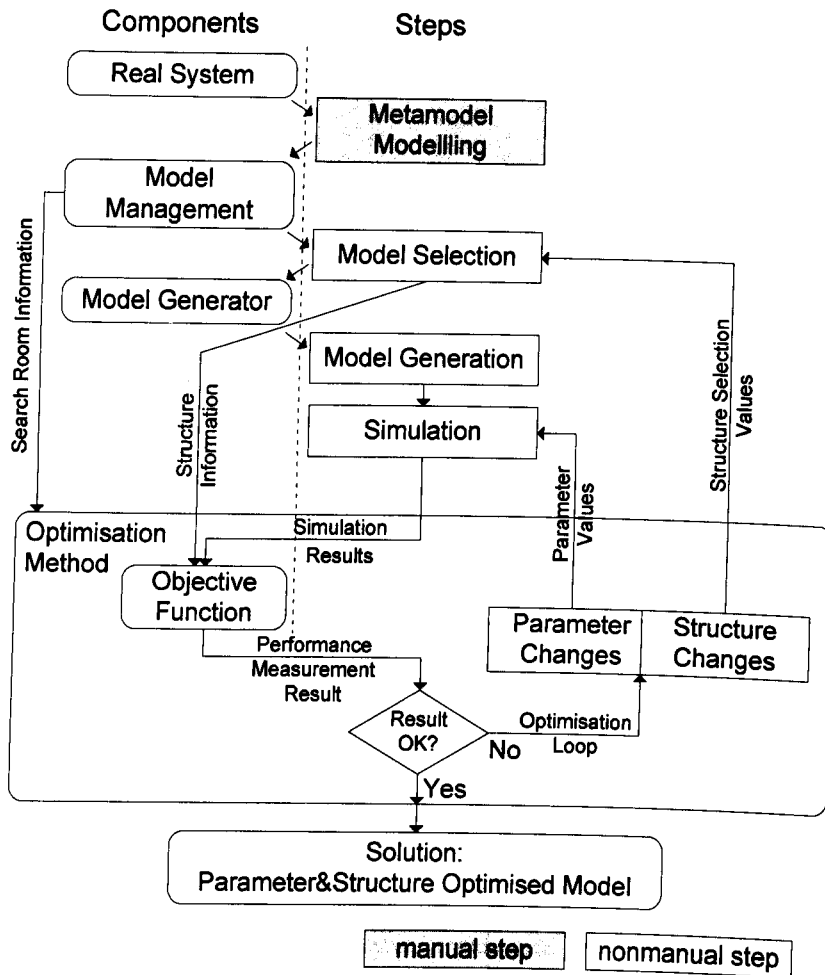 Components
Steps
Real System
Metamodel
Modellling
Model
Management
Model Selection
Model Generator
Search Room Information
Model Generation
Structure
Information
Simulation
Structure Selection
Values
Parameter
Values
Optimisation
Method
Simulation
Results
Objective
Function
Performance
Measurement
Result
Parameter
Changes
Structure
Changes
Result
OK?
No
Optimisation
Loop
Yes
Solution:
Parameter&Structure Optimised Model
manual step
nonmanual step